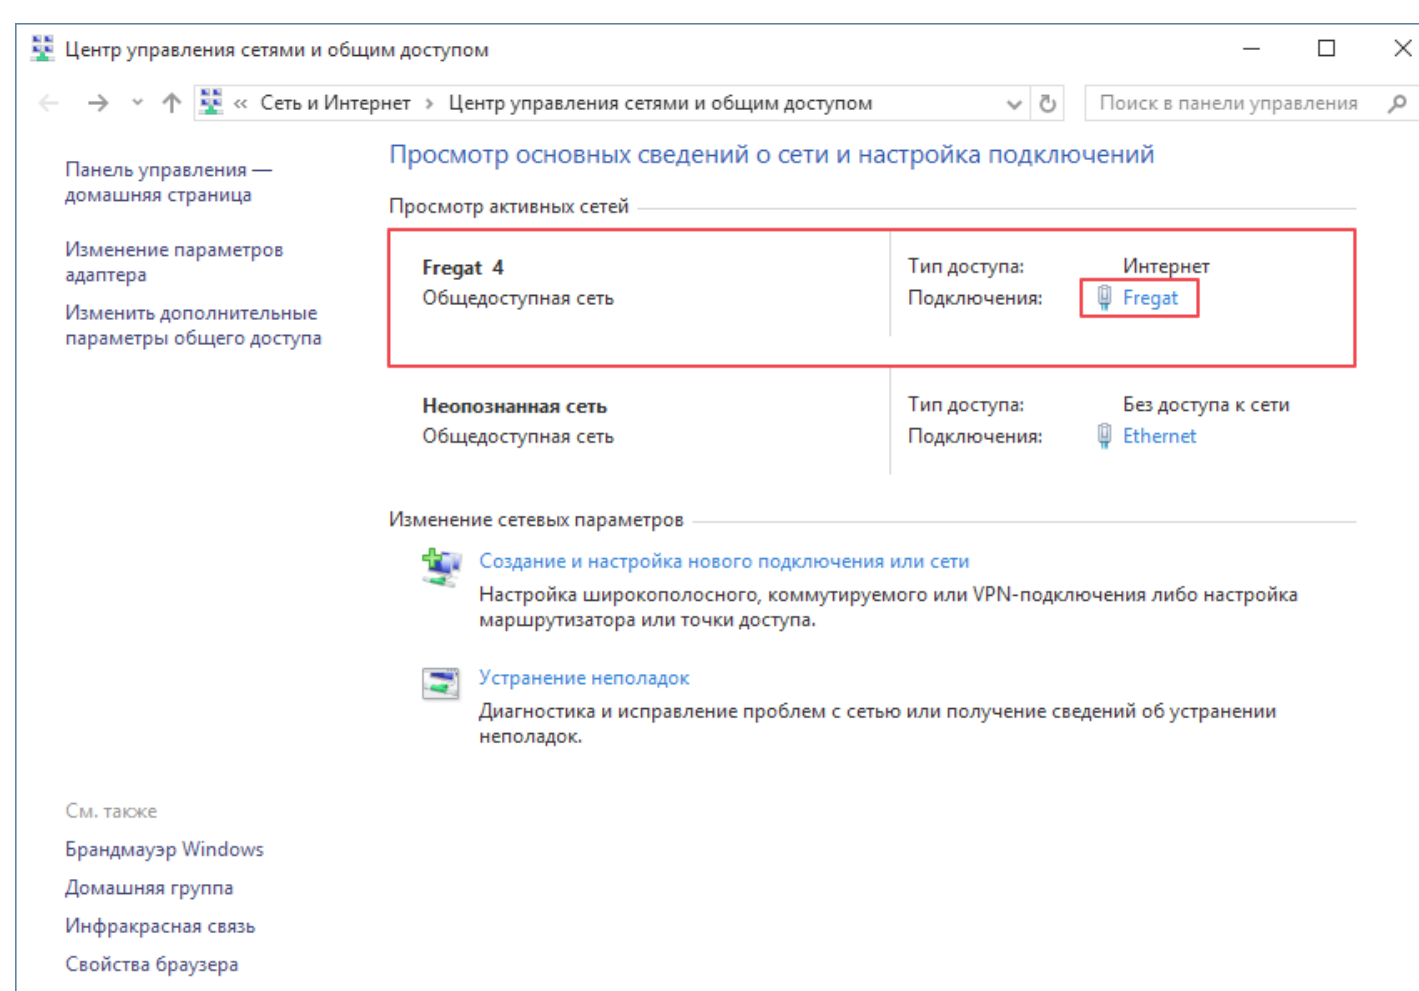 Центр управления сетями и общим доступом
« Сеть и Интернет › Центр управления сетями и общим доступом
Поиск в панели управления
Панель управления —
домашняя страница
Изменение параметров
адаптера
Изменить дополнительные
параметры общего доступа
Просмотр основных сведений о сети и настройка подключений
Просмотр активных сетей
Fregat 4
Общедоступная сеть
Тип доступа: Интернет
Подключения: Fregat
Неопознанная сеть
Общедоступная сеть
Тип доступа: Без доступа к сети
Подключения: Ethernet
Изменение сетевых параметров
Создание и настройка нового подключения или сети
Настройка широкополосного, коммутируемого или VPN-подключения либо настройка
маршрутизатора или точки доступа.
Устранение неполадок
Диагностика и исправление проблем с сетью или получение сведений об устранении
неполадок.
См. также
Брандмауэр Windows
Домашняя группа
Инфракрасная связь
Свойства браузера